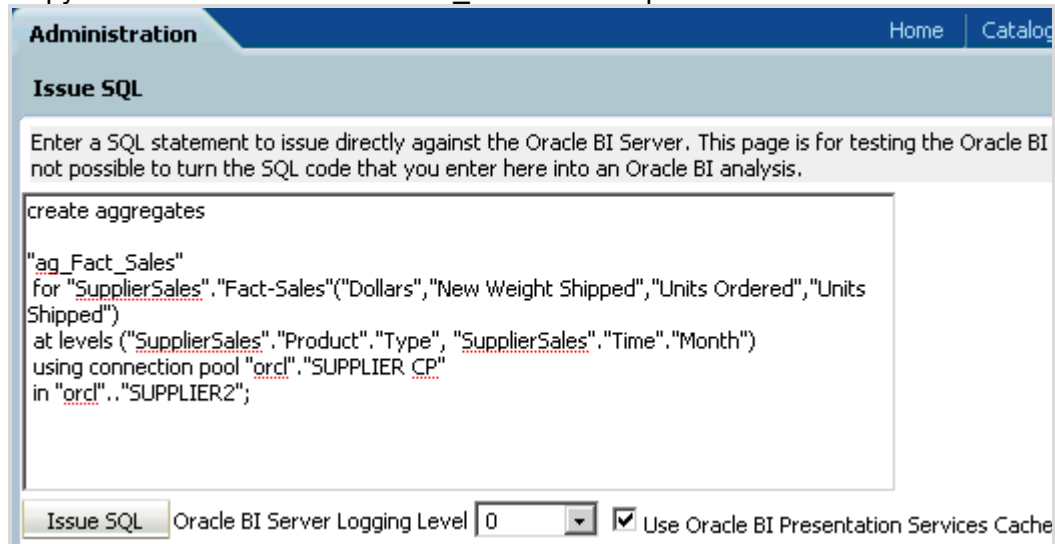 Administration
Home
Catalog
Issue SQL
Enter a SQL statement to issue directly against the Oracle BI Server. This page is for testing the Oracle BI
not possible to turn the SQL code that you enter here into an Oracle BI analysis.
create aggregates
"ag_Fact_Sales"
for "SupplierSales"."Fact-Sales"("Dollars","New Weight Shipped","Units Ordered","Units
Shipped")
at levels ("SupplierSales"."Product"."Type", "SupplierSales"."Time"."Month")
using connection pool "orcl"."SUPPLIER CP"
in "orcl".."SUPPLIER2";
Issue SQL Oracle BI Server Logging Level 0 Use Oracle BI Presentation Services Cache